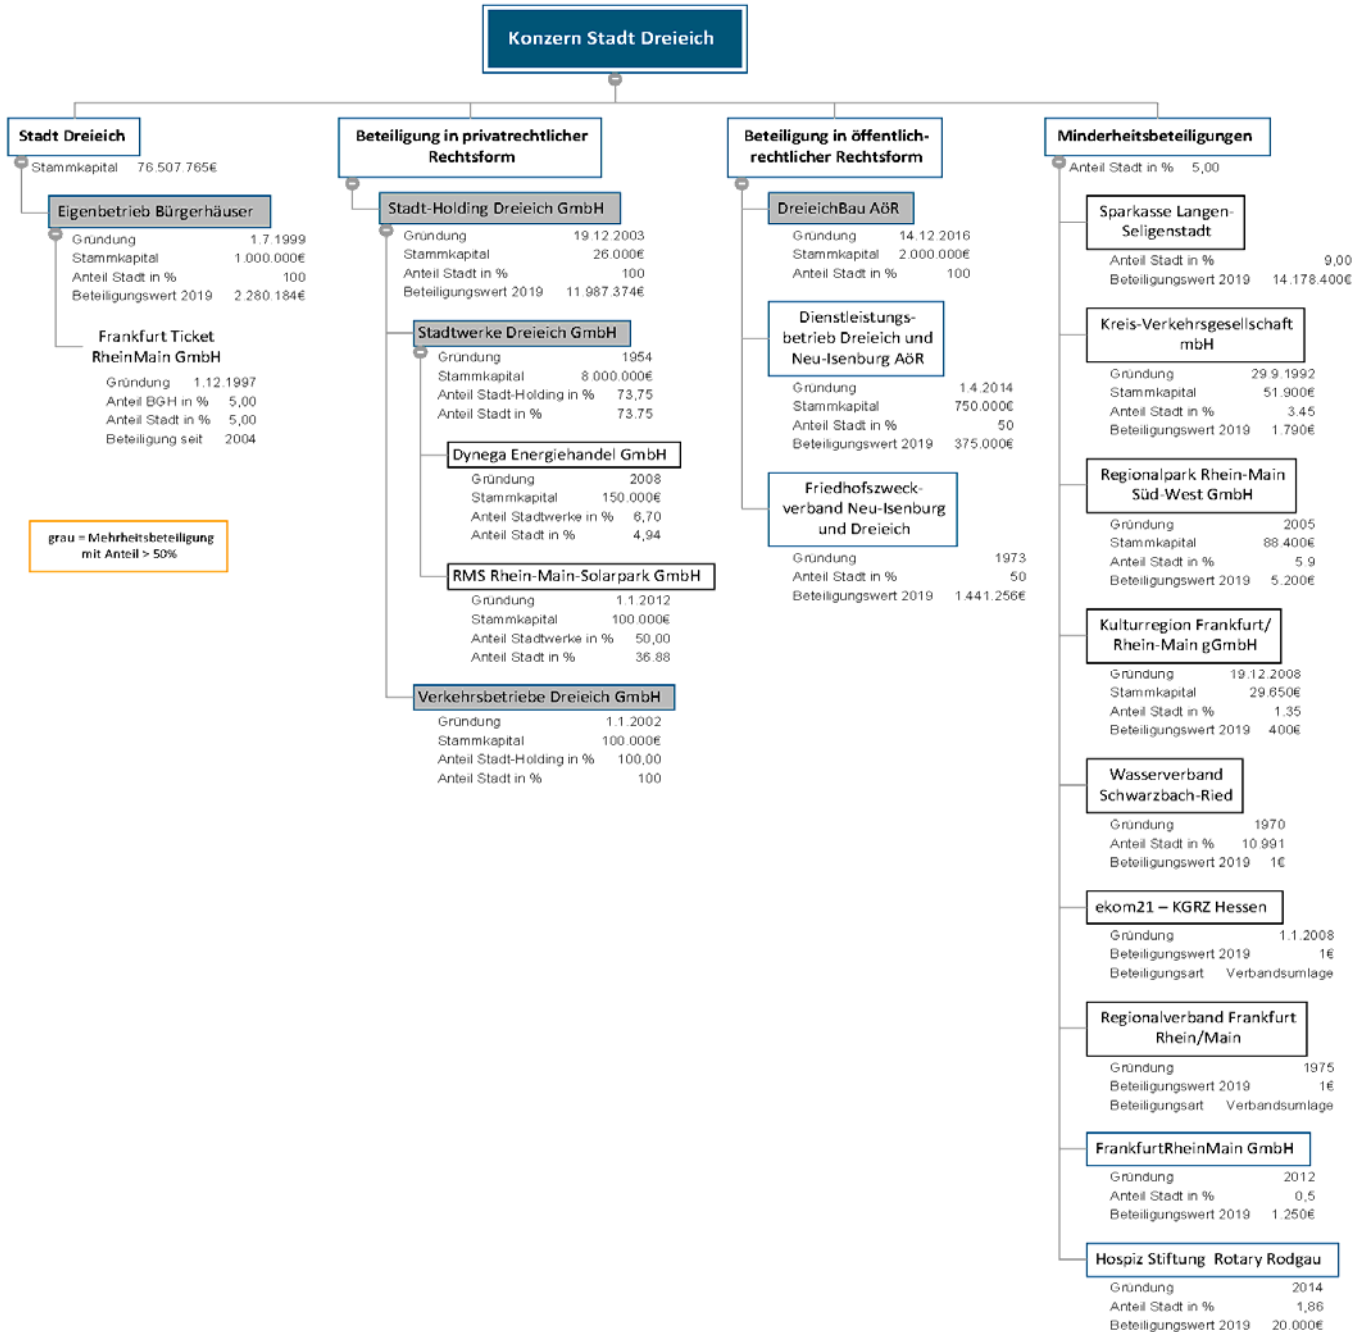 Konzern Stadt Dreieich
Stadt Dreieich
Stammkapital 76.507.765€
Eigenbetrieb Bürgerhäuser
Gründung 1.7.1999
Stammkapital 1.000.000€
Anteil Stadt in % 100
Beteiligungswert 2019 2.280.184€
Frankfurt Ticket
RheinMain GmbH
Gründung 1.12.1997
Anteil BGH in % 5,00
Anteil Stadt in % 5,00
Beteiligung seit 2004
grau = Mehrheitsbeteiligung
mit Anteil > 50%
Beteiligung in privatrechtlicher
Rechtsform
Stadt-Holding Dreieich GmbH
Gründung 19.12.2003
Stammkapital 26.000€
Anteil Stadt in % 100
Beteiligungswert 2019 11.987.374€
Stadtwerke Dreieich GmbH
Gründung 1954
Stammkapital 8.000.000€
Anteil Stadt-Holding in % 73,75
Anteil Stadt in % 73.75
Dynega Energiehandel GmbH
Gründung 2008
Stammkapital 150.000€
Anteil Stadtwerke in % 6,70
Anteil Stadt in % 4,94
RMS Rhein-Main-Solarpark GmbH
Gründung 1.1.2012
Stammkapital 100.000€
Anteil Stadtwerke in % 50,00
Anteil Stadt in % 36.88
Verkehrsbetriebe Dreieich GmbH
Gründung 1.1.2002
Stammkapital 100.000€
Anteil Stadt-Holding in % 100,00
Anteil Stadt in % 100
Beteiligung in öffentlich-
rechtlicher Rechtsform
DreieichBau AöR
Gründung 14.12.2016
Stammkapital 2.000.000€
Anteil Stadt in % 100
Dienstleistungs-
betrieb Dreieich und
Neu-Isenburg AöR
Gründung 1.4.2014
Stammkapital 750.000€
Anteil Stadt in % 50
Beteiligungswert 2019 375.000€
Friedhofszweck-
verband Neu-Isenburg
und Dreieich
Gründung 1973
Anteil Stadt in % 50
Beteiligungswert 2019 1.441.256€
Minderheitsbeteiligungen
Anteil Stadt in % 5,00
Sparkasse Langen-
Seligenstadt
Anteil Stadt in % 9,00
Beteiligungswert 2019 14.178.400€
Kreis-Verkehrsgesellschaft
mbH
Gründung 29.9.1992
Stammkapital 51.900€
Anteil Stadt in % 3.45
Beteiligungswert 2019 1.790€
Regionalpark Rhein-Main
Süd-West GmbH
Gründung 2005
Stammkapital 88.400€
Anteil Stadt in % 5.9
Beteiligungswert 2019 5.200€
Kulturregion Frankfurt/
Rhein-Main gGmbH
Gründung 19.12.2008
Stammkapital 29.650€
Anteil Stadt in % 1.35
Beteiligungswert 2019 400€
Wasserverband
Schwarzbach-Ried
Gründung 1970
Anteil Stadt in % 10.991
Beteiligungswert 2019 1€
ekom21 – KGRZ Hessen
Gründung 1.1.2008
Beteiligungswert 2019 1€
Beteiligungsart Verbandsumlage
Regionalverband Frankfurt
Rhein/Main
Gründung 1975
Beteiligungswert 2019 1€
Beteiligungsart Verbandsumlage
FrankfurtRheinMain GmbH
Gründung 2012
Anteil Stadt in % 0,5
Beteiligungswert 2019 1.250€
Hospiz Stiftung Rotary Rodgau
Gründung 2014
Anteil Stadt in % 1,86
Beteiligungswert 2019 20.000€